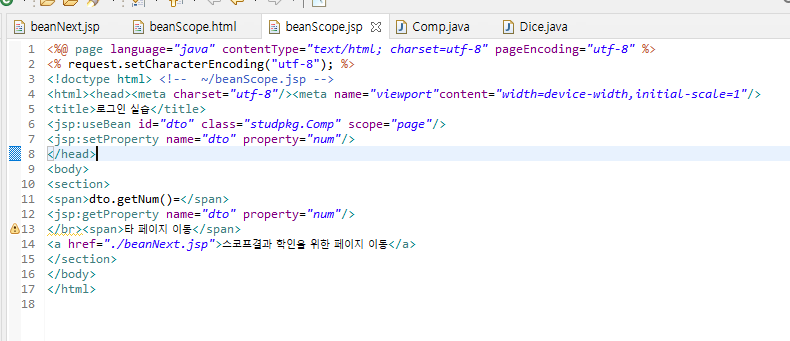 beanNext.jsp beanScope.html beanScope.jsp Comp.java Dice.java
1 <%@ page language="java" contentType="text/html; charset=utf-8" pageEncoding="utf-8" %>
2 <% request.setCharacterEncoding("utf-8"); %>
3 <!doctype html> <!-- ~/beanScope.jsp -->
4 <html><head><meta charset="utf-8"/><meta name="viewport"content="width=device-width,initial-scale=1"/>
5 <title>로그인 실습</title>
6 <jsp:useBean id="dto" class="studpkg.Comp" scope="page"/>
7 <jsp:setProperty name="dto" property="num"/>
8 </head>
9 <body>
10 <section>
11 <span>dto.getNum()=</span>
12 <jsp:getProperty name="dto" property="num"/>
13 </br><span>타 페이지 이동</span>
14 <a href="./beanNext.jsp">스코프결과 확인을 위한 페이지 이동</a>
15 </section>
16 </body>
17 </html>
18